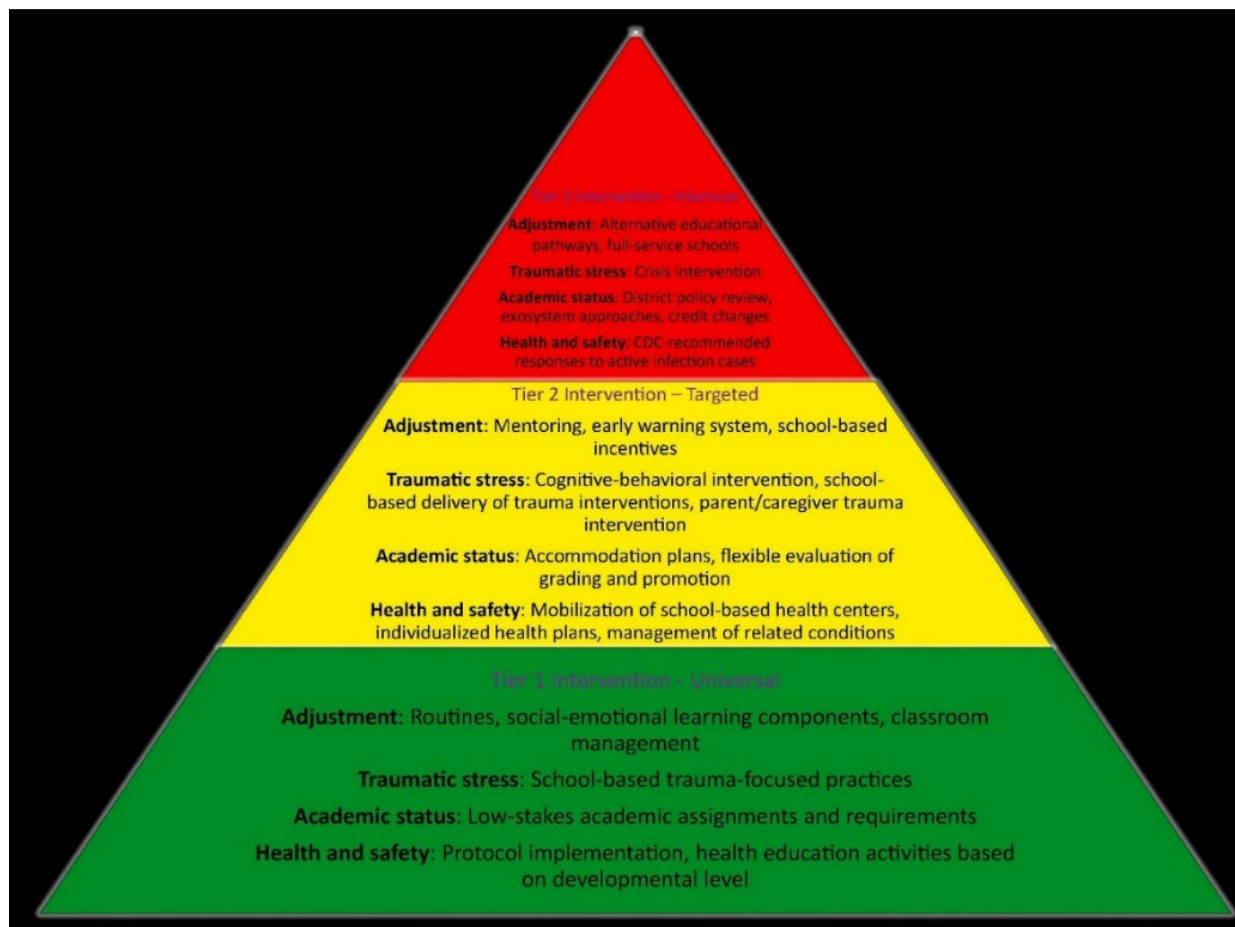 Tier 3 Intervention - Intensive
Adjustment: Alternative educational
pathways, full-service schools
Traumatic stress: Crisis intervention
Academic status: District policy review,
exosystem approaches, credit changes
Health and safety: CDC-recommended
responses to active infection cases
Tier 2 Intervention – Targeted
Adjustment: Mentoring, early warning system, school-based
incentives
Traumatic stress: Cognitive-behavioral intervention, school-
based delivery of trauma interventions, parent/caregiver trauma
intervention
Academic status: Accommodation plans, flexible evaluation of
grading and promotion
Health and safety: Mobilization of school-based health centers,
individualized health plans, management of related conditions
Tier 1 Intervention - Universal
Adjustment: Routines, social-emotional learning components, classroom
management
Traumatic stress: School-based trauma-focused practices
Academic status: Low-stakes academic assignments and requirements
Health and safety: Protocol implementation, health education activities based
on developmental level